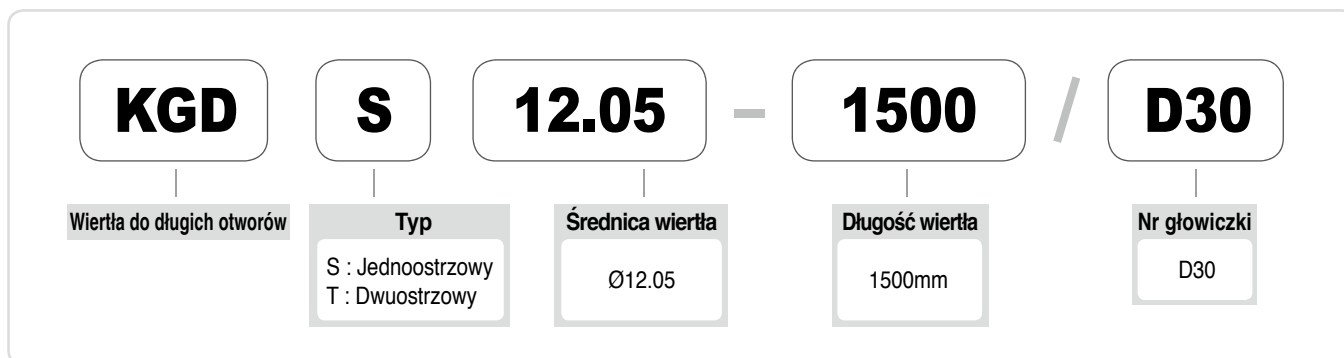 KGD S 12.05 - 1500 / D30
Wiertła do długich otworów
Typ
S : Jednoostrzowy
T : Dwuostrzowy
Średnica wiertła
Ø12.05
Długość wiertła
1500mm
Nr głowiczki
D30